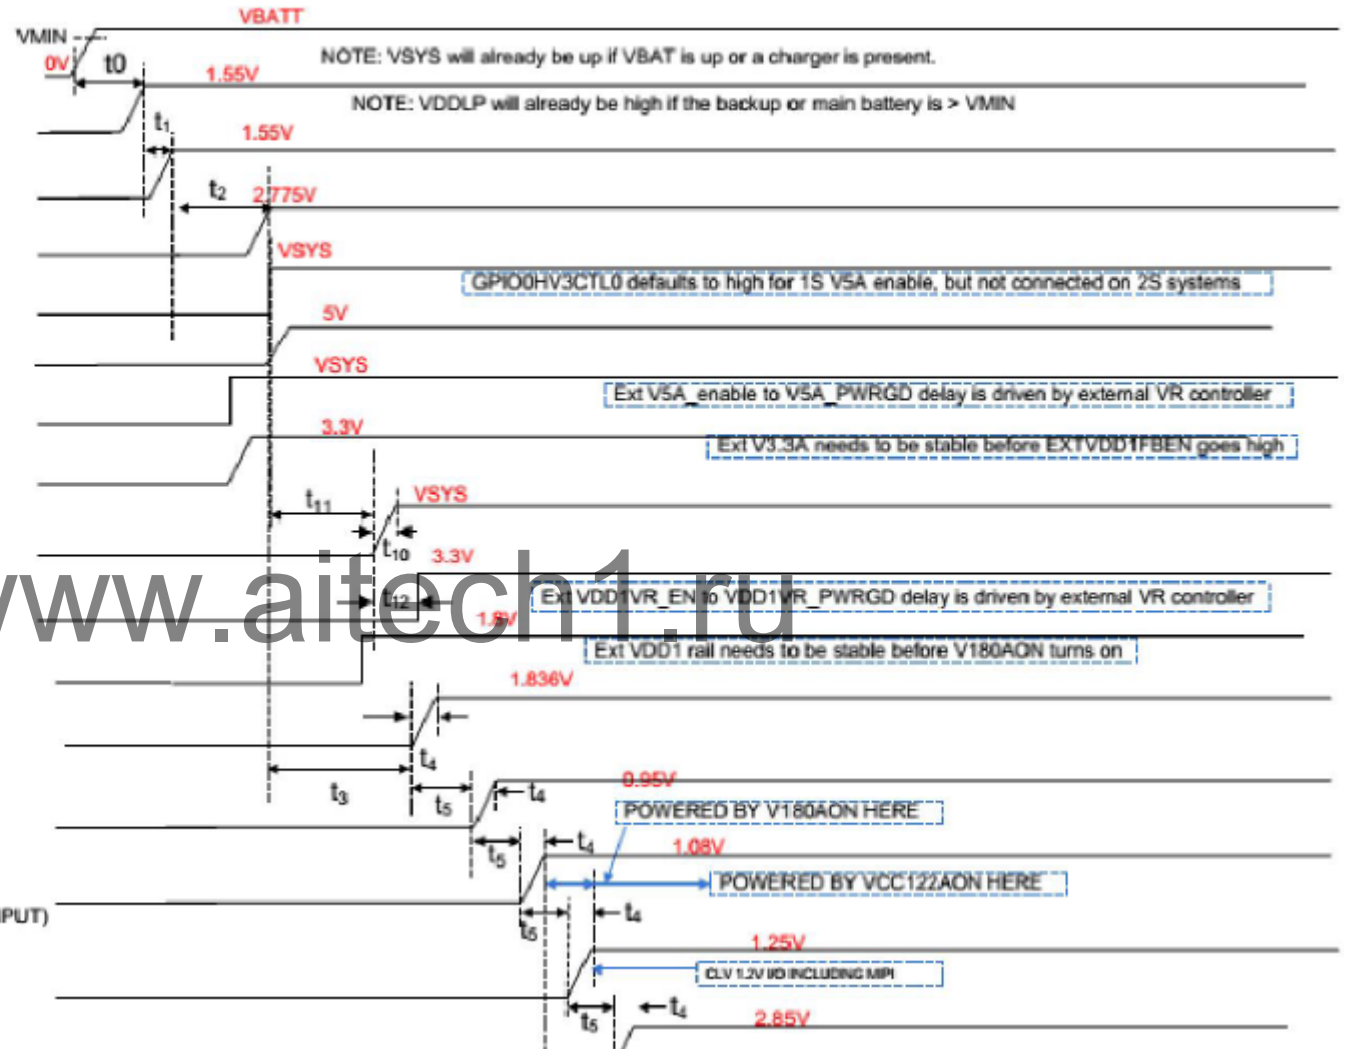 VBATT
VMIN
NOTE: VSYS will already be up if VBAT is up or a charger is present.
0V
t0
1.55V
NOTE: VDDLP will already be high if the backup or main battery is > VMIN
t1
1.55V
t2
2.775V
VSYS
GPIO0HV3CTL0 defaults to high for 1S V5A enable, but not connected on 2S systems
5V
VSYS
Ext V5A_enable to V5A_PWRGD delay is driven by external VR controller
3.3V
Ext V3.3A needs to be stable before EXTVDD1FBEN goes high
t11
VSYS
t10
3.3V
www.aitech1.ru
t12
Ext VDD1VR_EN to VDD1VR_PWRGD delay is driven by external VR controller
1.8V
Ext VDD1 rail needs to be stable before V180AON turns on
1.836V
t4
t3
t5
t4
0.95V
POWERED BY V180AON HERE
t5
t4
1.08V
POWERED BY VCC122AON HERE
IPUT)
t5
t4
1.25V
CLV 1.2V I/O INCLUDING MIPI
t5
t4
2.85V